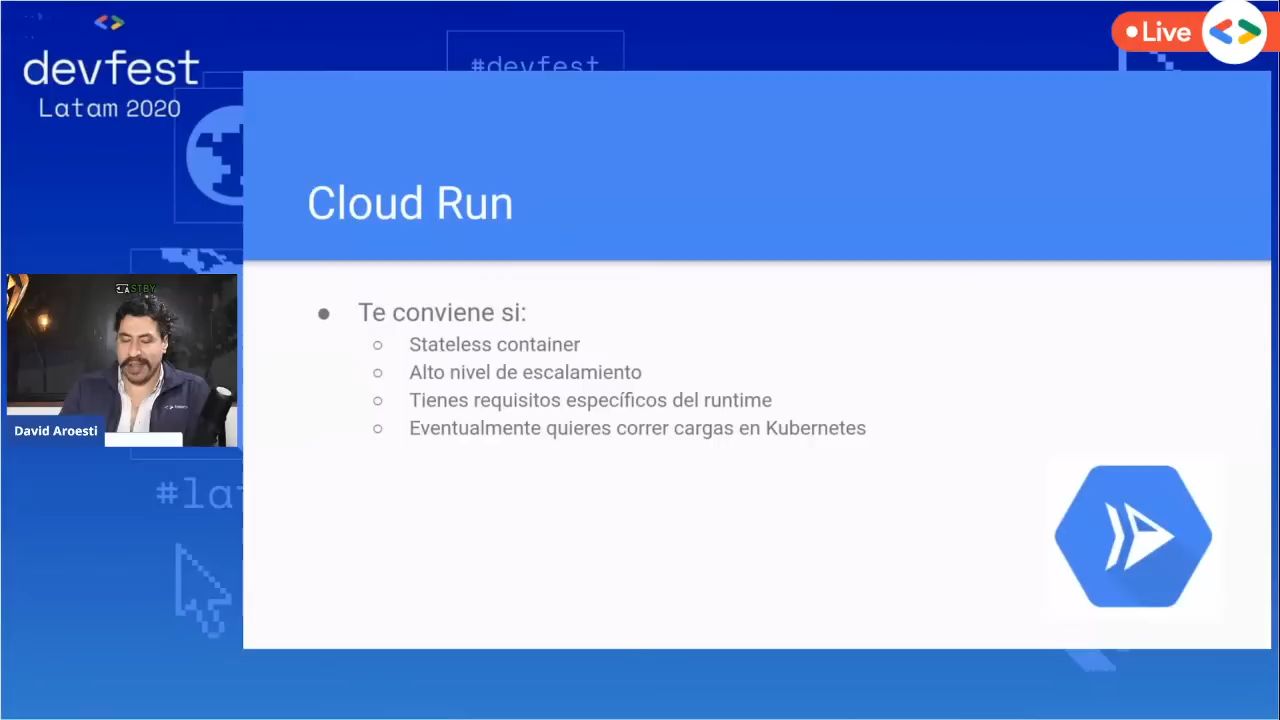 devfest
Latam 2020
#devfest
Live
Cloud Run
Te conviene si:
Stateless container
Alto nivel de escalamiento
Tienes requisitos específicos del runtime
Eventualmente quieres correr cargas en Kubernetes
STBY
David Aroesti